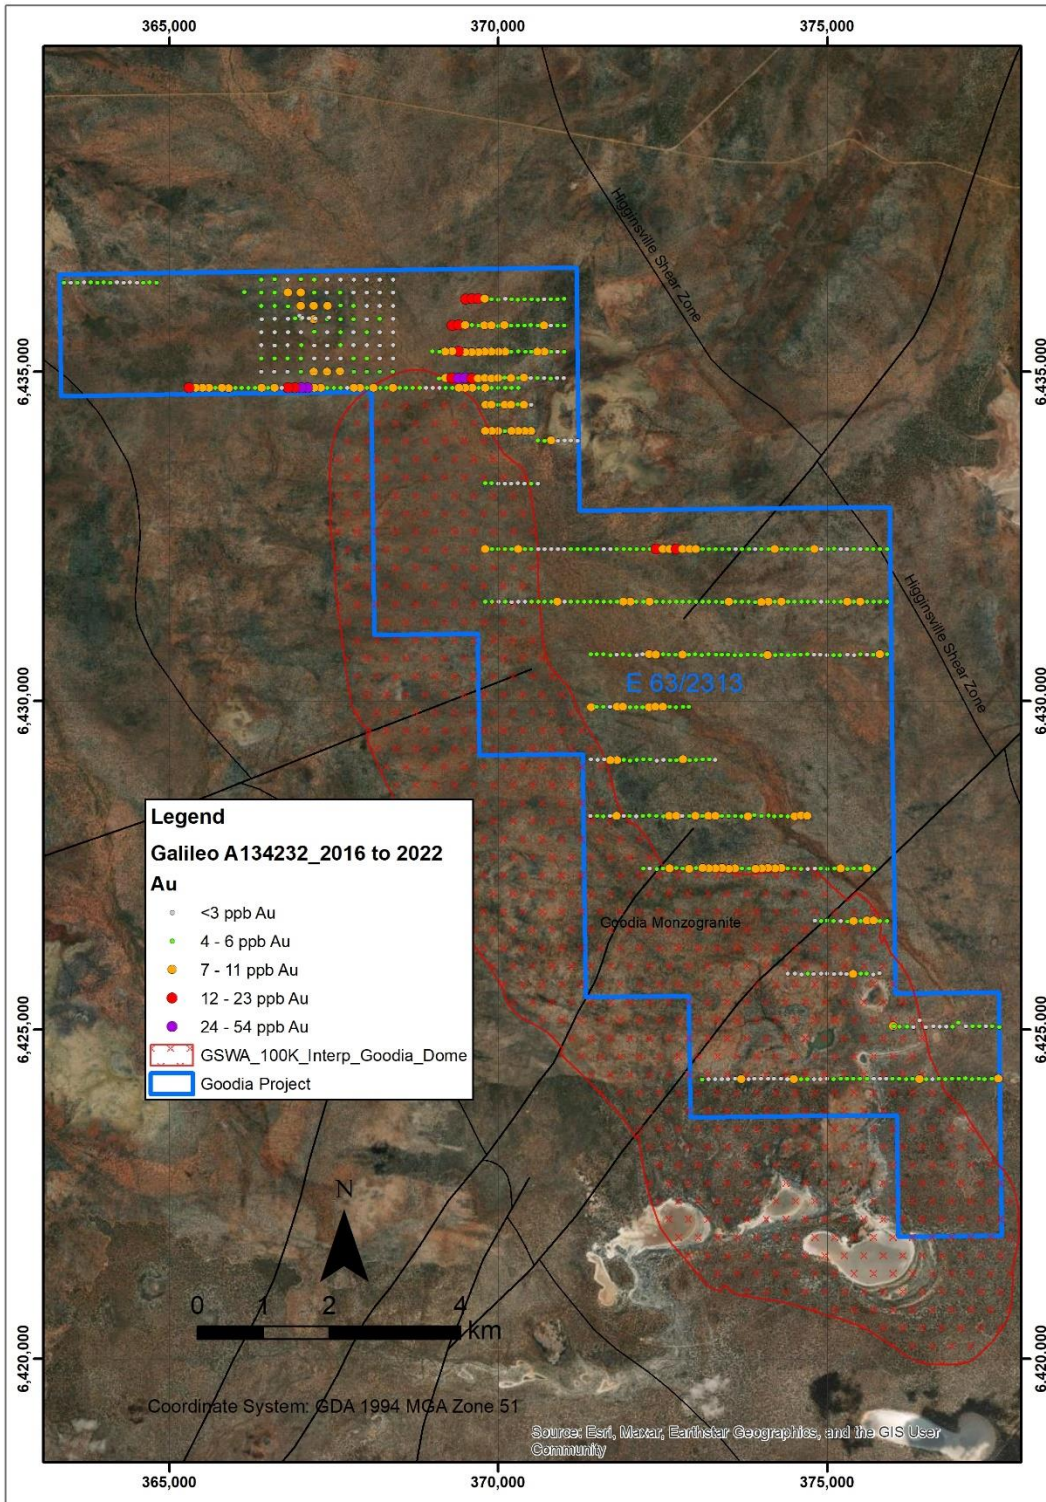 365,000
370,000
375,000
Higginsville Shear Zone
6,435,000
6,435,000
Higginsville Shear Zone
E 63/2313
6,430,000
6,430,000
Legend
Galileo A134232_2016 to 2022
Au
<3 ppb Au
4 - 6 ppb Au
7 - 11 ppb Au
12 - 23 ppb Au
24 - 54 ppb Au
GSWA_100K_Interp_Goodia_Dome
Goodia Project
Goodia Monzogranite
6,425,000
6,425,000
N
0 1 2 4
km
6,420,000
6,420,000
Coordinate System: GDA 1994 MGA Zone 51
Source: Esri, Maxar, Earthstar Geographics, and the GIS User
Community
365,000
370,000
375,000